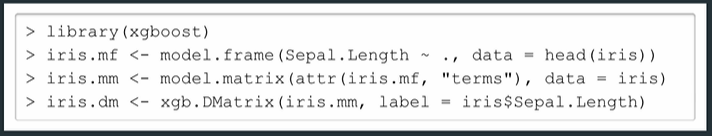 > library(xgboost)
> iris.mf <- model.frame(Sepal.Length ~ ., data = head(iris))
> iris.mm <- model.matrix(attr(iris.mf, "terms"), data = iris)
> iris.dm <- xgb.DMatrix(iris.mm, label = iris$Sepal.Length)